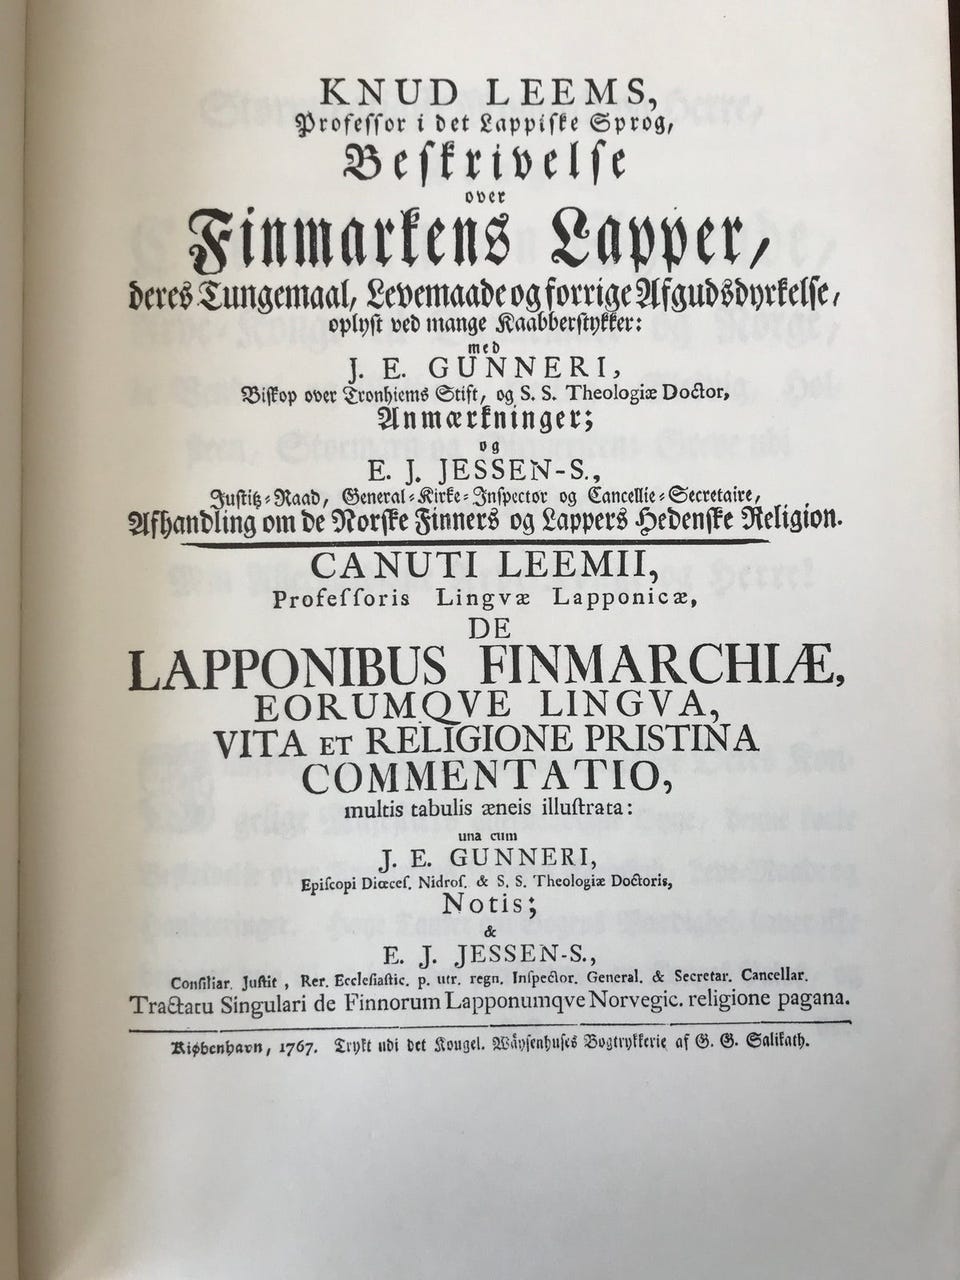 KNUD LEEMS,
Profeſſor i det Lappiſke Sprog,
Beſkrivelſe
over
Finmarkens Lapper,
deres Tungemaal, Levemaade og forrige Afgudsdyrkelſe,
oplyſt ved mange Kaabberſtykker:
med
J. E. GUNNERI,
Biſkop over Tronhiems Stift, og S. S. Theologiæ Doctor,
Anmærkninger;
og
E. J. JESSEN-S.,
Juſtitz-Raad, General-Kirke-Inſpector og Cancellie-Secretaire,
Afhandling om de Norſke Finners og Lappers Hedenſke Religion.
CANUTI LEEMII,
Profeſſoris Lingvæ Lapponicæ,
DE
LAPPONIBUS FINMARCHIÆ,
EORUMQVE LINGVA,
VITA ET RELIGIONE PRISTINA
COMMENTATIO,
multis tabulis æneis illuſtrata:
una cum
J. E. GUNNERI,
Epiſcopi Diœceſ. Nidroſ. & S. S. Theologiæ Doctoris,
Notis;
&
E. J. JESSEN-S.,
Conſiliar. Juſtit, Rer. Eccleſiaſtic. p. utr. regn. Inſpector. General. & Secretar. Cancellar.
Tractatu Singulari de Finnorum Lapponumqve Norvegic. religione pagana.
Kiøbenhavn, 1767. Trykt udi det Kongel. Wäyſenhuſes Bogtrykkerie af G. G. Salikath.